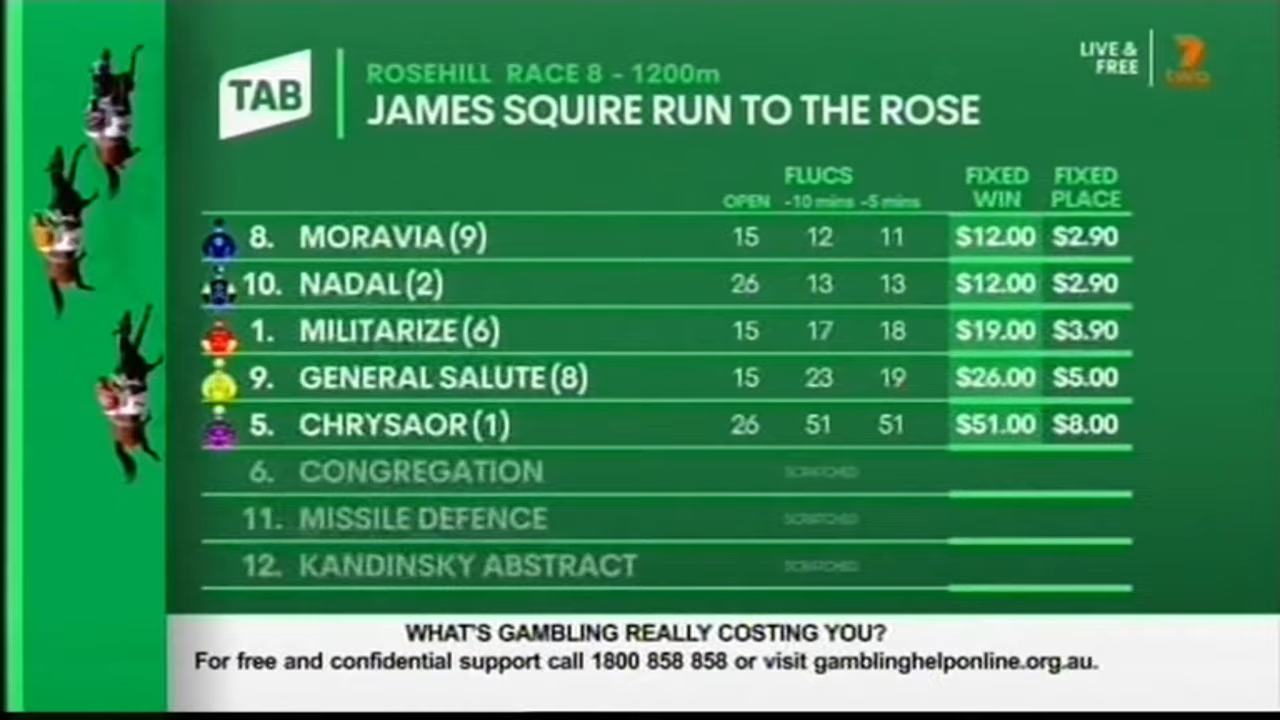 TAB
ROSEHILL RACE 8 - 1200m
JAMES SQUIRE RUN TO THE ROSE
LIVE &
FREE
7
two
FLUCS FIXED FIXED
OPEN -10 mins -5 mins WIN PLACE
8. MORAVIA (9) 15 12 11 $12.00 $2.90
10. NADAL (2) 26 13 13 $12.00 $2.90
1. MILITARIZE (6) 15 17 18 $19.00 $3.90
9. GENERAL SALUTE (8) 15 23 19 $26.00 $5.00
5. CHRYSAOR (1) 26 51 51 $51.00 $8.00
6. CONGREGATION SCRATCHED
11. MISSILE DEFENCE SCRATCHED
12. KANDINSKY ABSTRACT SCRATCHED
WHAT'S GAMBLING REALLY COSTING YOU?
For free and confidential support call 1800 858 858 or visit gamblinghelponline.org.au.